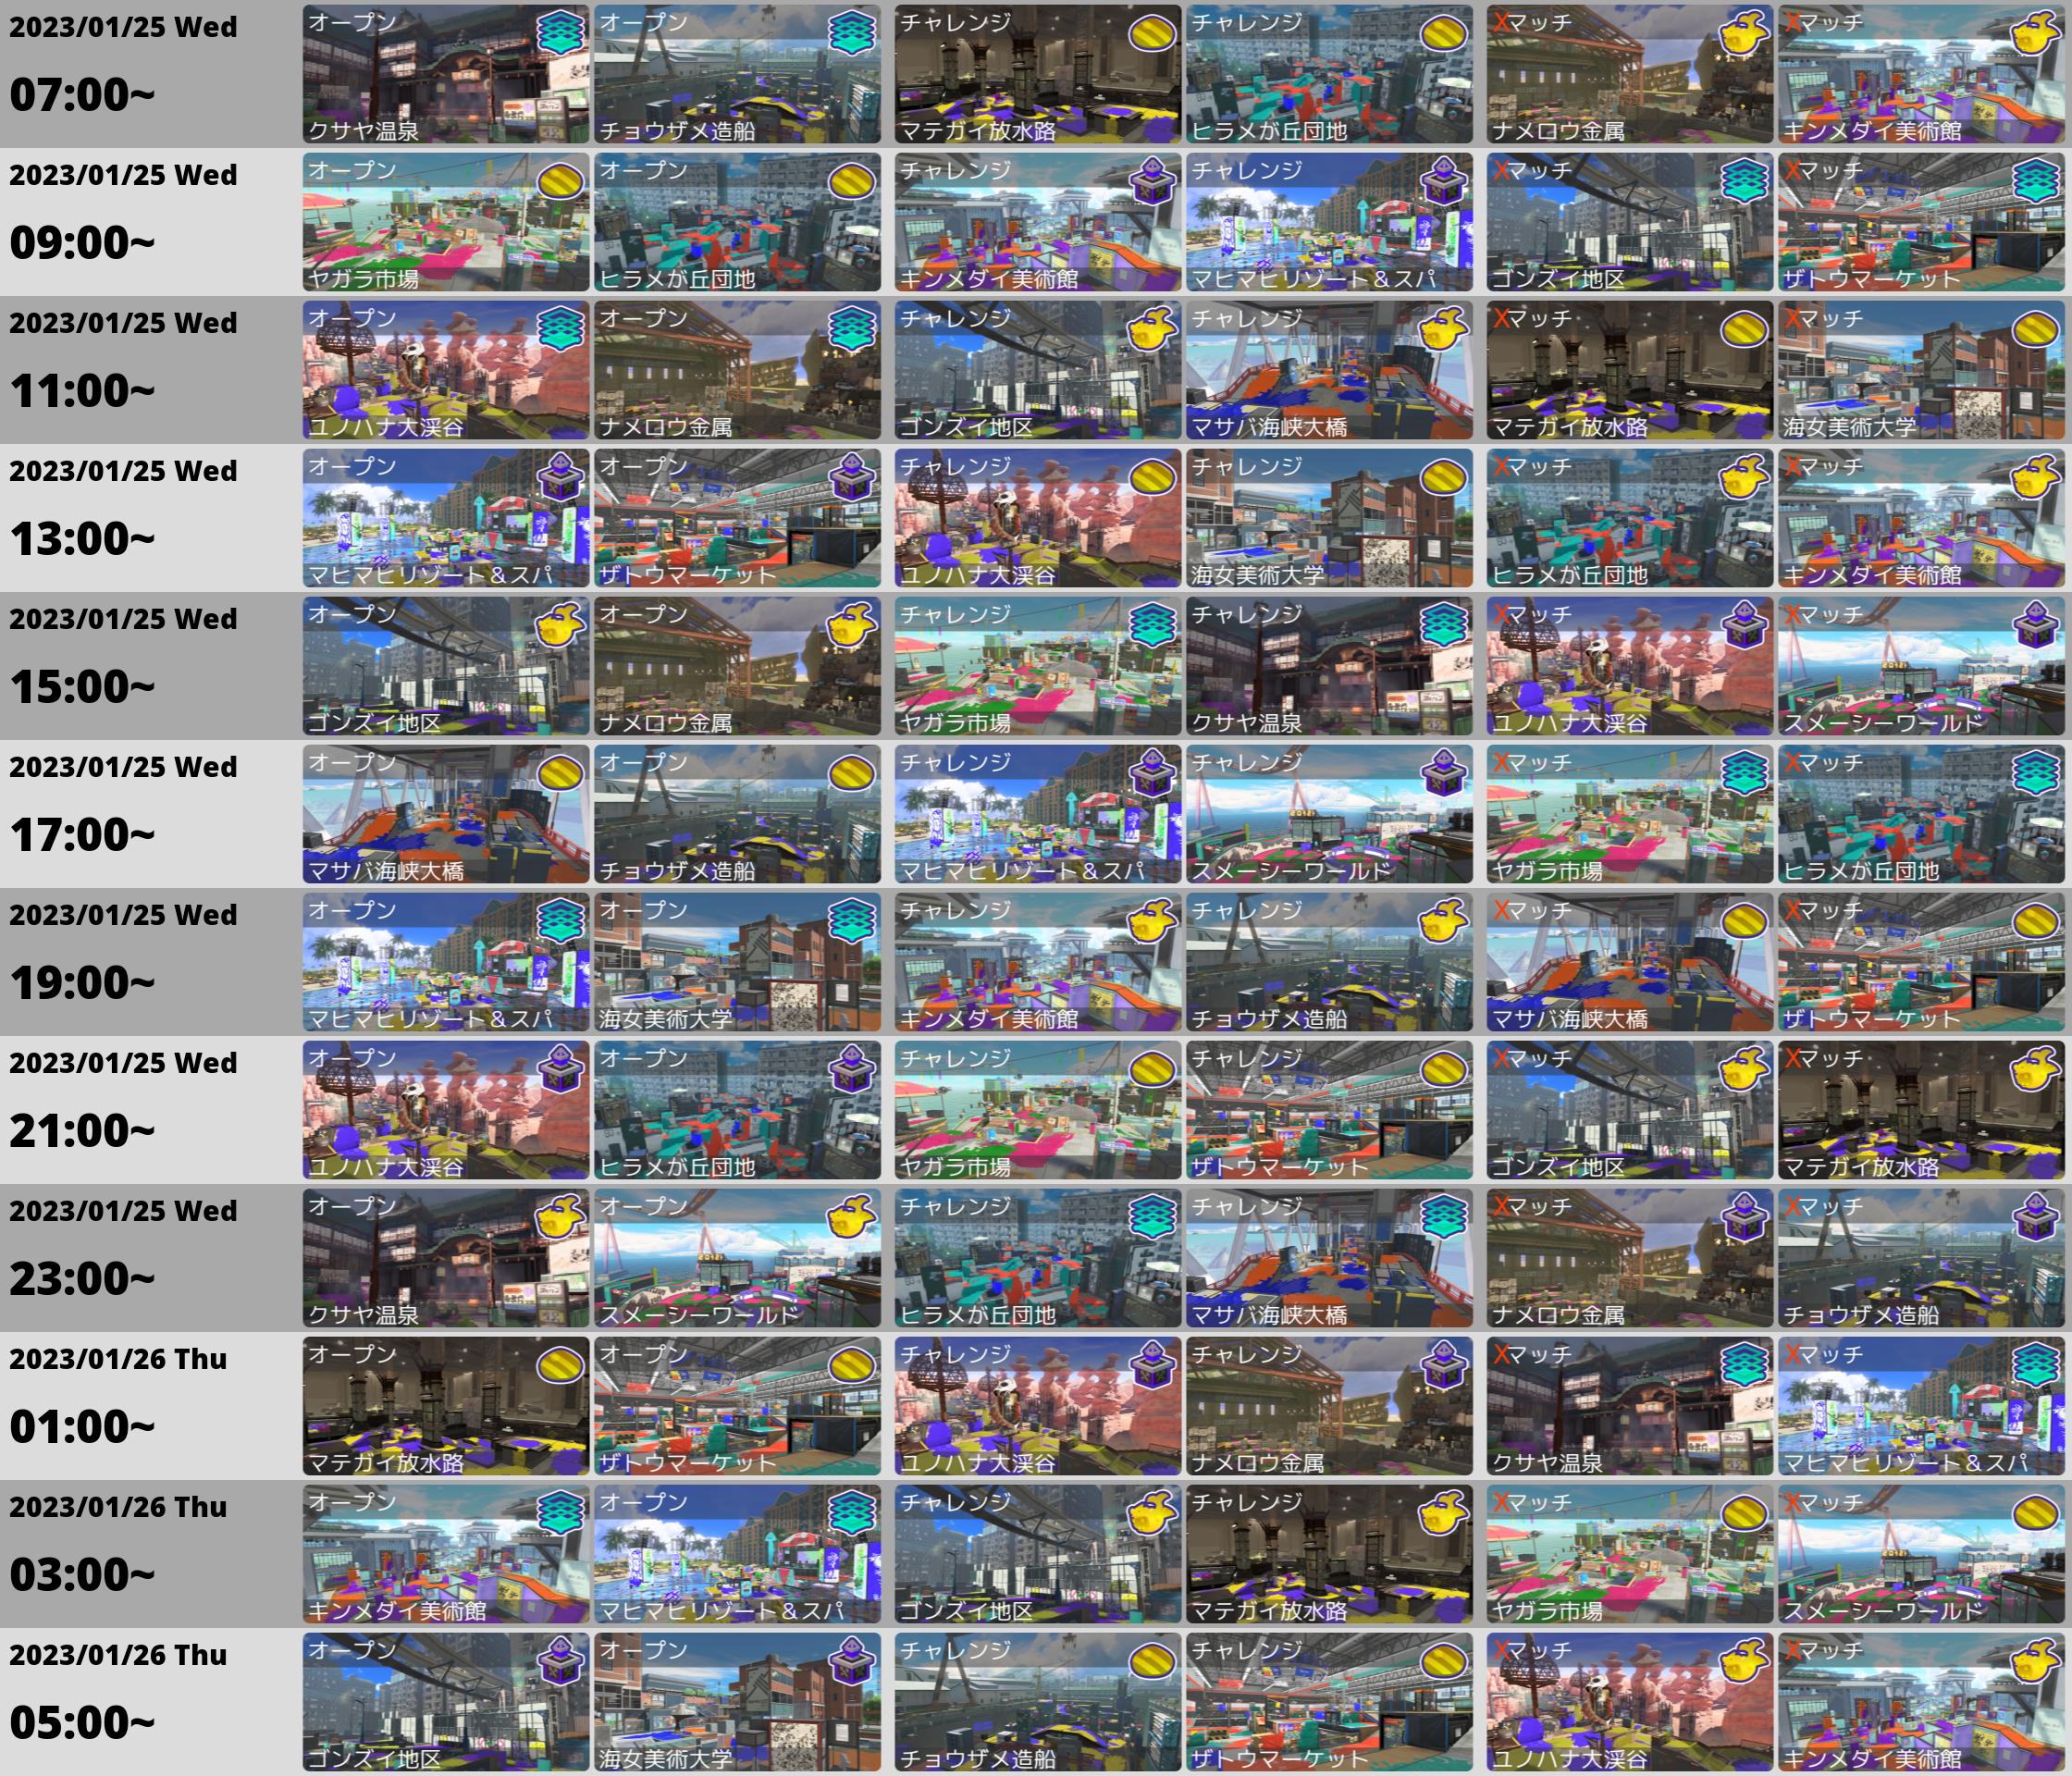 2023/01/25 Wed
07:00~
オープン オープン チャレンジ チャレンジ Xマッチ Xマッチ
クサヤ温泉 チョウザメ造船 マテガイ放水路 ヒラメが丘団地 ナメロウ金属 キンメダイ美術館
2023/01/25 Wed
09:00~
オープン オープン チャレンジ チャレンジ Xマッチ Xマッチ
ヤガラ市場 ヒラメが丘団地 キンメダイ美術館 マヒマヒリゾート&スパ ゴンズイ地区 ザトウマーケット
2023/01/25 Wed
11:00~
オープン オープン チャレンジ チャレンジ Xマッチ Xマッチ
ユノハナ大渓谷 ナメロウ金属 ゴンズイ地区 マサバ海峡大橋 マテガイ放水路 海女美術大学
2023/01/25 Wed
13:00~
オープン オープン チャレンジ チャレンジ Xマッチ Xマッチ
マヒマヒリゾート&スパ ザトウマーケット ユノハナ大渓谷 海女美術大学 ヒラメが丘団地 キンメダイ美術館
2023/01/25 Wed
15:00~
オープン オープン チャレンジ チャレンジ Xマッチ Xマッチ
ゴンズイ地区 ナメロウ金属 ヤガラ市場 クサヤ温泉 ユノハナ大渓谷 スメーシーワールド
2023/01/25 Wed
17:00~
オープン オープン チャレンジ チャレンジ Xマッチ Xマッチ
マサバ海峡大橋 チョウザメ造船 マヒマヒリゾート&スパ スメーシーワールド ヤガラ市場 ヒラメが丘団地
2023/01/25 Wed
19:00~
オープン オープン チャレンジ チャレンジ Xマッチ Xマッチ
マヒマヒリゾート&スパ 海女美術大学 キンメダイ美術館 チョウザメ造船 マサバ海峡大橋 ザトウマーケット
2023/01/25 Wed
21:00~
オープン オープン チャレンジ チャレンジ Xマッチ Xマッチ
ユノハナ大渓谷 ヒラメが丘団地 ヤガラ市場 ザトウマーケット ゴンズイ地区 マテガイ放水路
2023/01/25 Wed
23:00~
オープン オープン チャレンジ チャレンジ Xマッチ Xマッチ
クサヤ温泉 スメーシーワールド ヒラメが丘団地 マサバ海峡大橋 ナメロウ金属 チョウザメ造船
2023/01/26 Thu
01:00~
オープン オープン チャレンジ チャレンジ Xマッチ Xマッチ
マテガイ放水路 ザトウマーケット ユノハナ大渓谷 ナメロウ金属 クサヤ温泉 マヒマヒリゾート&スパ
2023/01/26 Thu
03:00~
オープン オープン チャレンジ チャレンジ Xマッチ Xマッチ
キンメダイ美術館 マヒマヒリゾート&スパ ゴンズイ地区 マテガイ放水路 ヤガラ市場 スメーシーワールド
2023/01/26 Thu
05:00~
オープン オープン チャレンジ チャレンジ Xマッチ Xマッチ
ゴンズイ地区 海女美術大学 チョウザメ造船 ザトウマーケット ユノハナ大渓谷 キンメダイ美術館